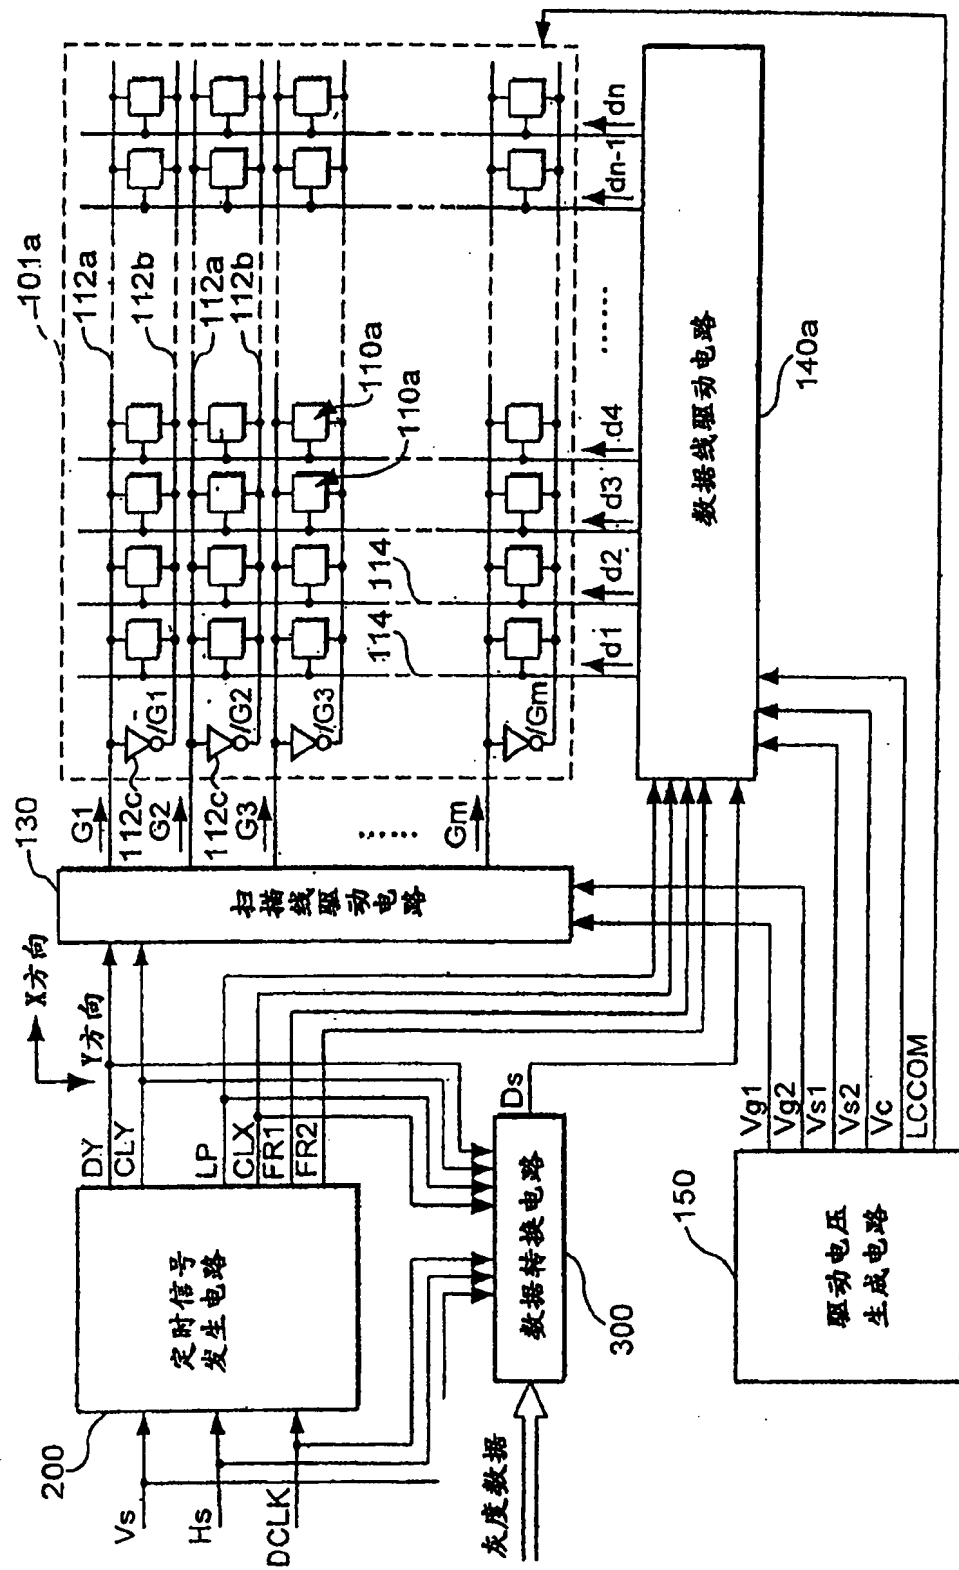 Vs
Hs
DCLK
200
定时信号
发生电路
DY
CLY
LP
CLX
FR1
FR2
灰度数据
300
数据转换电路
Ds
150
驱动电压
生成电路
Vg1
Vg2
Vs1
Vs2
Vc
LCCOM
X方向
Y方向
130
扫描线驱动电路
G1
112c
G2
112c
G3
......
Gm
/G1
/G2
/G3
/Gm
101a
112a
112b
112a
112b
110a
110a
114
114
d1
d2
d3
d4
......
dn-1
dn
数据线驱动电路
140a